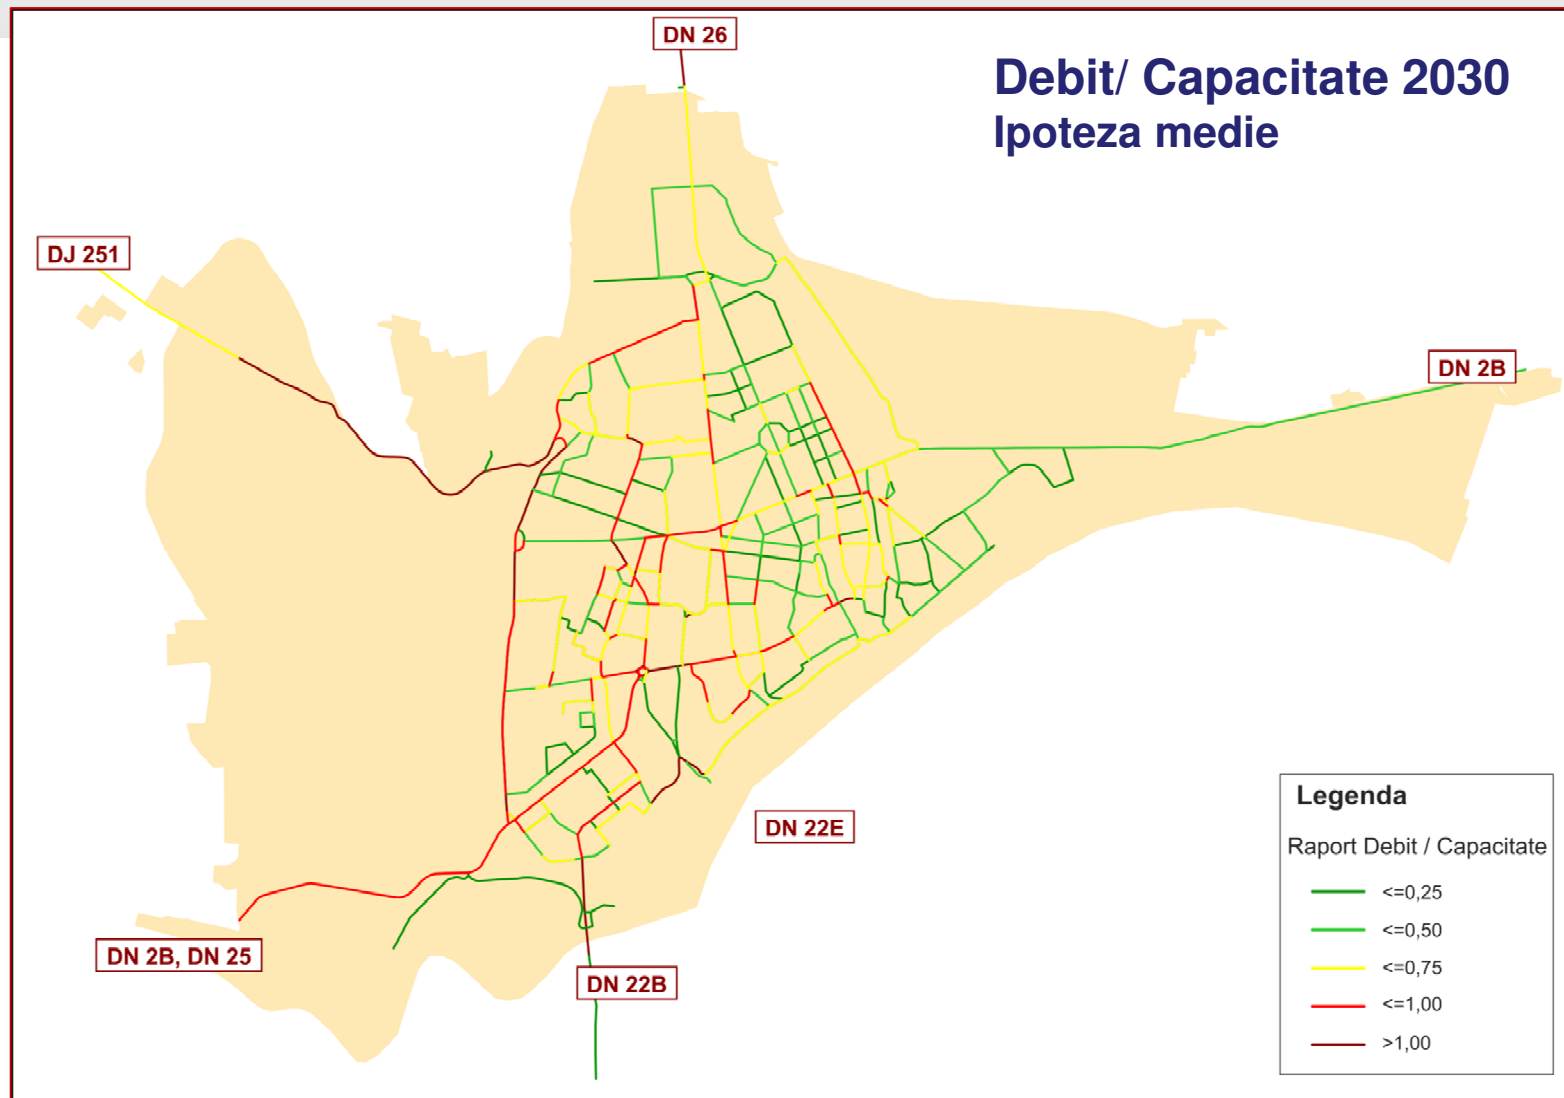 DN 26
Debit/ Capacitate 2030
Ipoteza medie
DJ 251
DN 2B
DN 22E
DN 2B, DN 25
DN 22B
Legenda
Raport Debit / Capacitate
<=0,25
<=0,50
<=0,75
<=1,00
>1,00